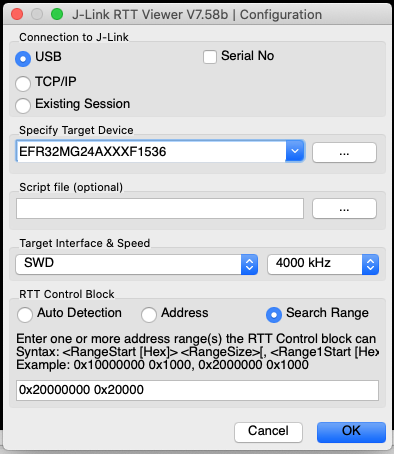 J-Link RTT Viewer V7.58b | Configuration
Connection to J-Link
USB
Serial No
TCP/IP
Existing Session
Specify Target Device
EFR32MG24AXXXF1536
...
Script file (optional)
...
Target Interface & Speed
SWD
4000 kHz
RTT Control Block
Auto Detection
Address
Search Range
Enter one or more address range(s) the RTT Control block can
Syntax: <RangeStart [Hex]> <RangeSize>[, <Range1Start [Hex
Example: 0x10000000 0x1000, 0x2000000 0x1000
0x20000000 0x20000
Cancel
OK